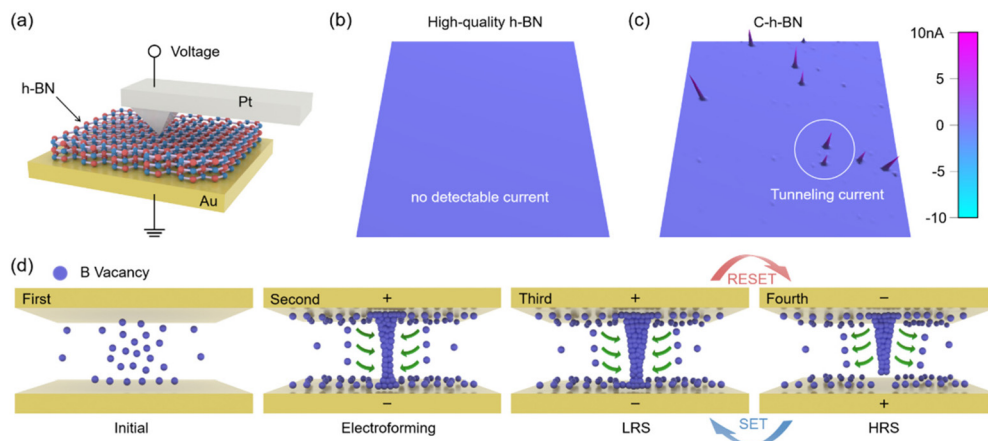 (a)
Voltage
h-BN
Pt
Au
(b)
High-quality h-BN
no detectable current
(c)
C-h-BN
Tunneling current
10nA
5
0
-5
-10
(d)
B Vacancy
RESET
First
Second
+
Third
+
Fourth
−
−
−
+
SET
Initial
Electroforming
LRS
HRS